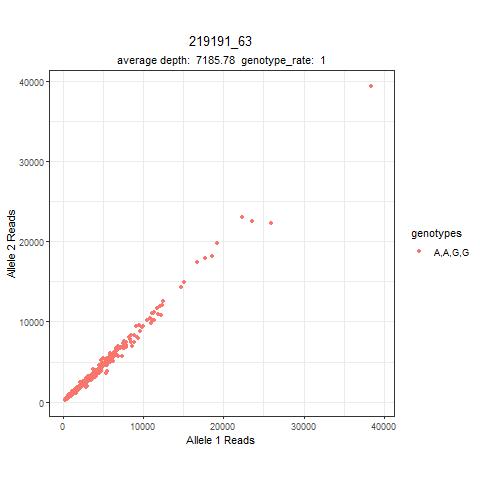 219191_63
average depth:  7185.78  genotype_rate:  1
40000
30000
20000
10000
0
Allele 2 Reads
0 10000 20000 30000 40000
Allele 1 Reads
genotypes
A,A,G,G